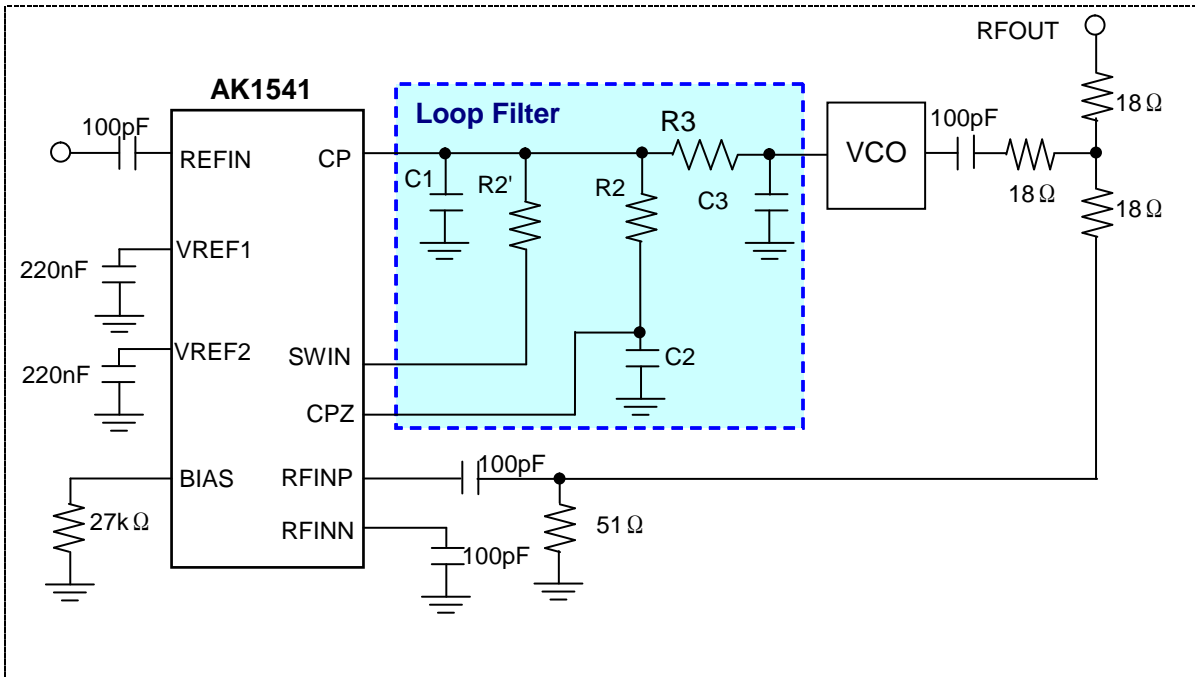 RFOUT
AK1541
Loop Filter
18Ω
100pF
REFIN
CP
R3
VCO
100pF
C1
R2'
R2
C3
18Ω
18Ω
VREF1
220nF
VREF2
220nF
SWIN
C2
CPZ
BIAS
RFINP
100pF
27kΩ
RFINN
51Ω
100pF